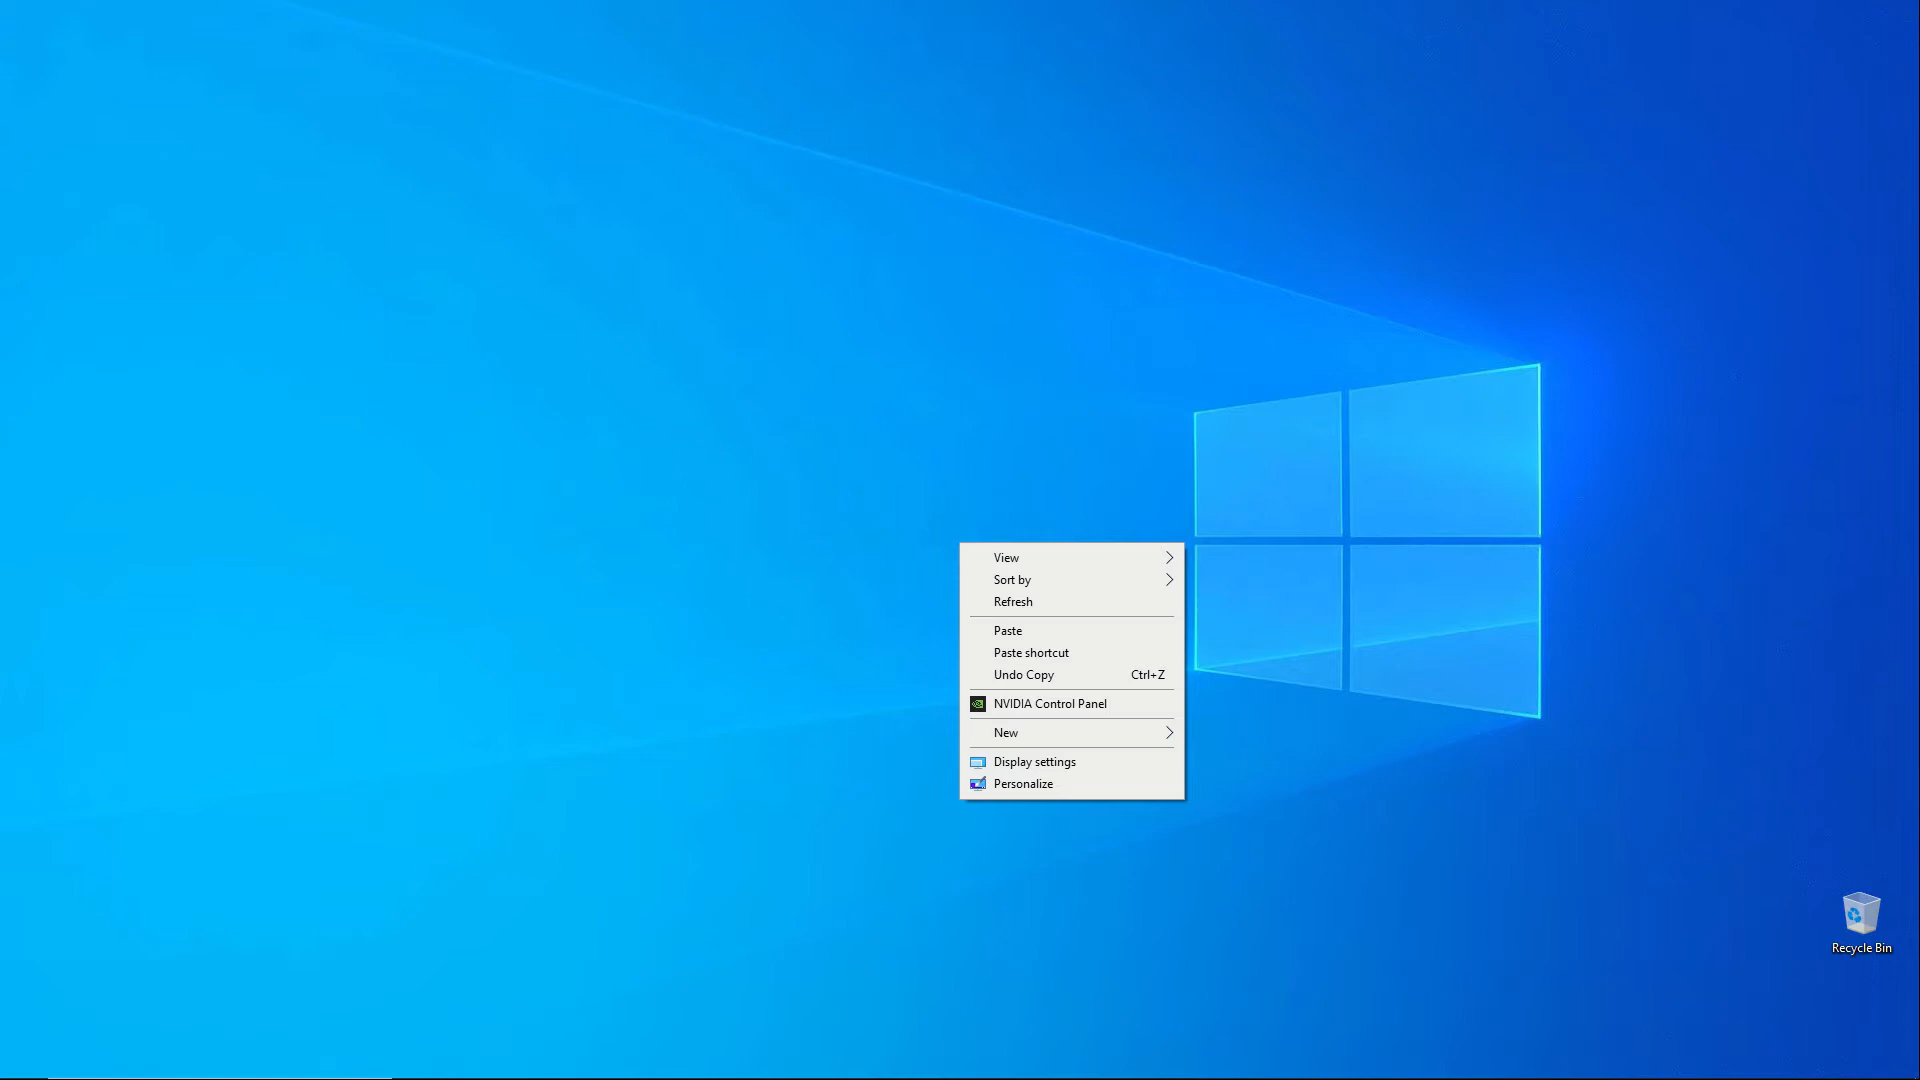 View
Sort by
Refresh
Paste
Paste shortcut
Undo Copy Ctrl+Z
NVIDIA Control Panel
New
Display settings
Personalize
Recycle Bin